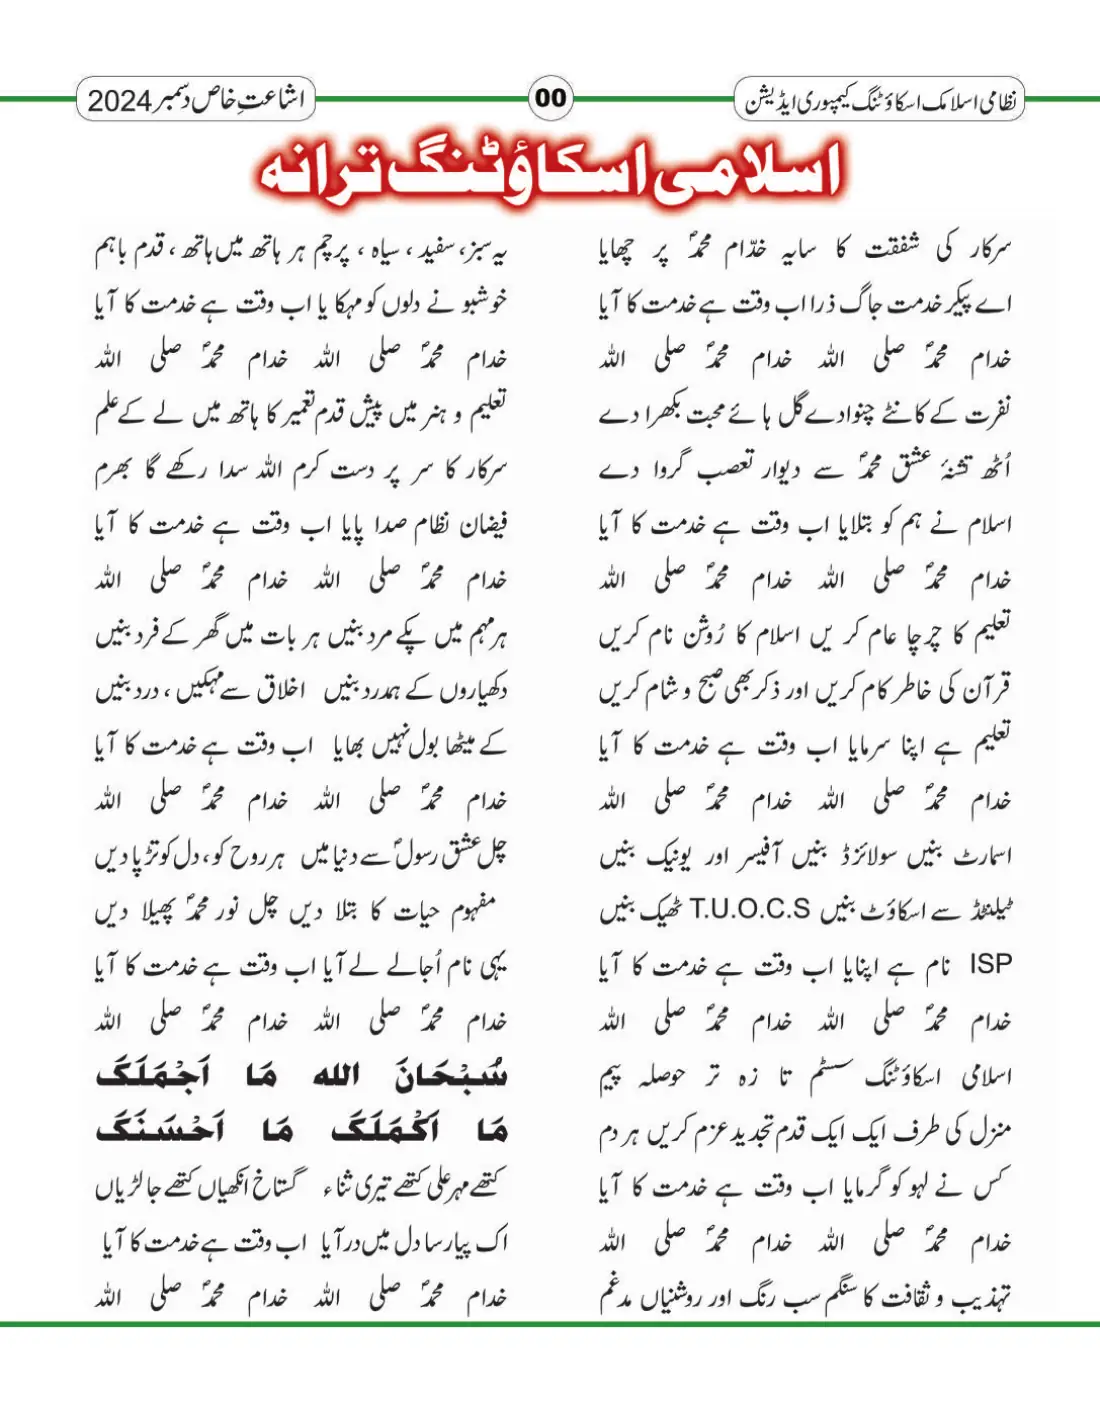 نظامی اسلامک اسکاؤٹنگ کیمپوری ایڈیشن
00
اشاعتِ خاص دسمبر 2024
اسلامی اسکاؤٹنگ ترانہ
سرکار کی شفقت کا سایہ خدّام محمدؐ پر چھایا
اے پیکر خدمت جاگ ذرا اب وقت ہے خدمت کا آیا
خدام محمدؐ صلی اللہ خدام محمدؐ صلی اللہ
نفرت کے کانٹے چنوادے گل ہائے محبت بکھرا دے
اُٹھ تشنۂ عشق محمدؐ سے دیوار تعصب گروا دے
اسلام نے ہم کو بتلایا اب وقت ہے خدمت کا آیا
خدام محمدؐ صلی اللہ خدام محمدؐ صلی اللہ
تعلیم کا چرچا عام کر یں اسلام کا رُوشن نام کریں
قرآن کی خاطر کام کریں اور ذکر بھی صبح و شام کریں
تعلیم ہے اپنا سرمایا اب وقت ہے خدمت کا آیا
خدام محمدؐ صلی اللہ خدام محمدؐ صلی اللہ
اسمارٹ بنیں سولائزڈ بنیں آفیسر اور یونیک بنیں
ٹیلنٹڈ سے اسکاؤٹ بنیں T.U.O.C.S ٹھیک بنیں
ISP نام ہے اپنایا اب وقت ہے خدمت کا آیا
خدام محمدؐ صلی اللہ خدام محمدؐ صلی اللہ
اسلامی اسکاؤٹنگ سسٹم تا زہ تر حوصلہ پیم
منزل کی طرف ایک ایک قدم تجدید عزم کریں ہر دم
کس نے لہو کو گرمایا اب وقت ہے خدمت کا آیا
خدام محمدؐ صلی اللہ خدام محمدؐ صلی اللہ
تہذیب و ثقافت کا سنگم سب رنگ اور روشنیاں مدغم
یہ سبز، سفید ، سیاہ ، پرچم ہر ہاتھ میں ہاتھ ، قدم باہم
خوشبو نے دلوں کو مہکا یا اب وقت ہے خدمت کا آیا
خدام محمدؐ صلی اللہ خدام محمدؐ صلی اللہ
تعلیم و ہنر میں پیش قدم تعمیر کا ہاتھ میں لے کے علم
سرکار کا سر پر دست کرم اللہ سدا رکھے گا بھرم
فیضان نظام صدا پایا اب وقت ہے خدمت کا آیا
خدام محمدؐ صلی اللہ خدام محمدؐ صلی اللہ
ہر مہم میں پکے مرد بنیں ہر بات میں گھر کے فرد بنیں
دکھیاروں کے ہمدرد بنیں اخلاق سے مہکیں ، درد بنیں
کے میٹھا بول نہیں بھایا اب وقت ہے خدمت کا آیا
خدام محمدؐ صلی اللہ خدام محمدؐ صلی اللہ
چل عشق رسولؐ سے دنیا میں ہر روح کو، دل کو تڑپا دیں
مفہوم حیات کا بتلا دیں چل نور محمدؐ پھیلا دیں
یہی نام اُجالے لے آیا اب وقت ہے خدمت کا آیا
خدام محمدؐ صلی اللہ خدام محمدؐ صلی اللہ
سُبْحَانَ الله مَا اَجْمَلَکَ
مَا اَکْمَلَکَ مَا اَحْسَنَکَ
کتھے مہر علی کتھے تیری ثناء گستاخ انکھیاں کتھے جا لڑیاں
اک پیار سا دل میں در آیا اب وقت ہے خدمت کا آیا
خدام محمدؐ صلی اللہ خدام محمدؐ صلی اللہ